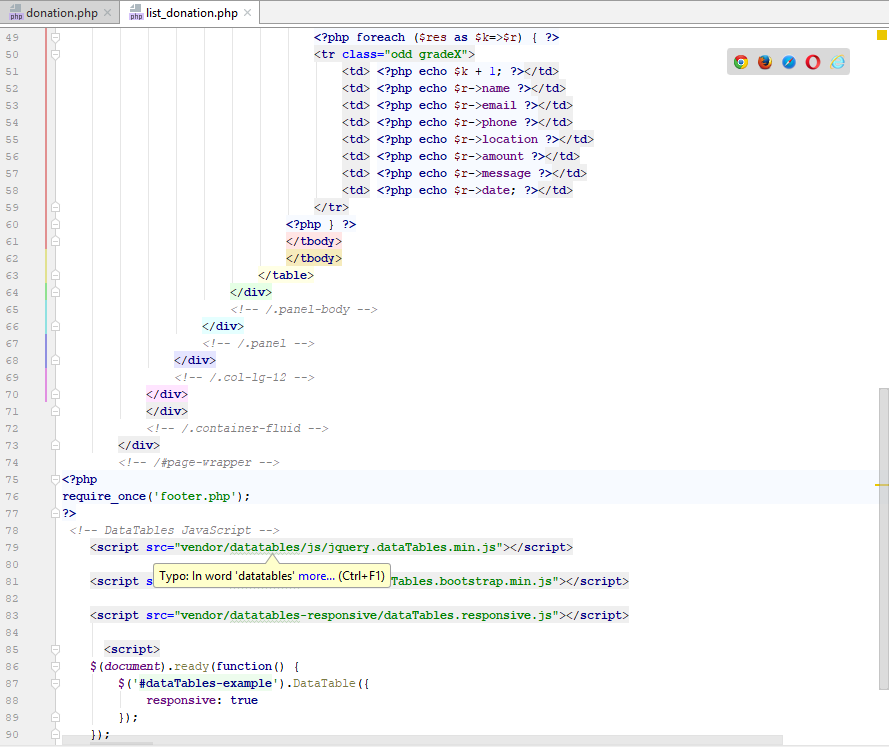 donation.php
list_donation.php
49 <?php foreach ($res as $k=>$r) { ?>
50 <tr class="odd gradeX">
51 <td> <?php echo $k + 1; ?></td>
52 <td> <?php echo $r->name ?></td>
53 <td> <?php echo $r->email ?></td>
54 <td> <?php echo $r->phone ?></td>
55 <td> <?php echo $r->location ?></td>
56 <td> <?php echo $r->amount ?></td>
57 <td> <?php echo $r->message ?></td>
58 <td> <?php echo $r->date; ?></td>
59 </tr>
60 <?php } ?>
61 </tbody>
62 </tbody>
63 </table>
64 </div>
65 <!-- /.panel-body -->
66 </div>
67 <!-- /.panel -->
68 </div>
69 <!-- /.col-lg-12 -->
70 </div>
71 </div>
72 <!-- /.container-fluid -->
73 </div>
74 <!-- /#page-wrapper -->
75 <?php
76 require_once('footer.php');
77 ?>
78 <!-- DataTables JavaScript -->
79 <script src="vendor/datatables/js/jquery.dataTables.min.js"></script>
80
Typo: In word 'datatables' more... (Ctrl+F1)
81 <script s Tables.bootstrap.min.js"></script>
82
83 <script src="vendor/datatables-responsive/dataTables.responsive.js"></script>
84
85 <script>
86 $(document).ready(function() {
87 $('#dataTables-example').DataTable({
88 responsive: true
89 });
90 });